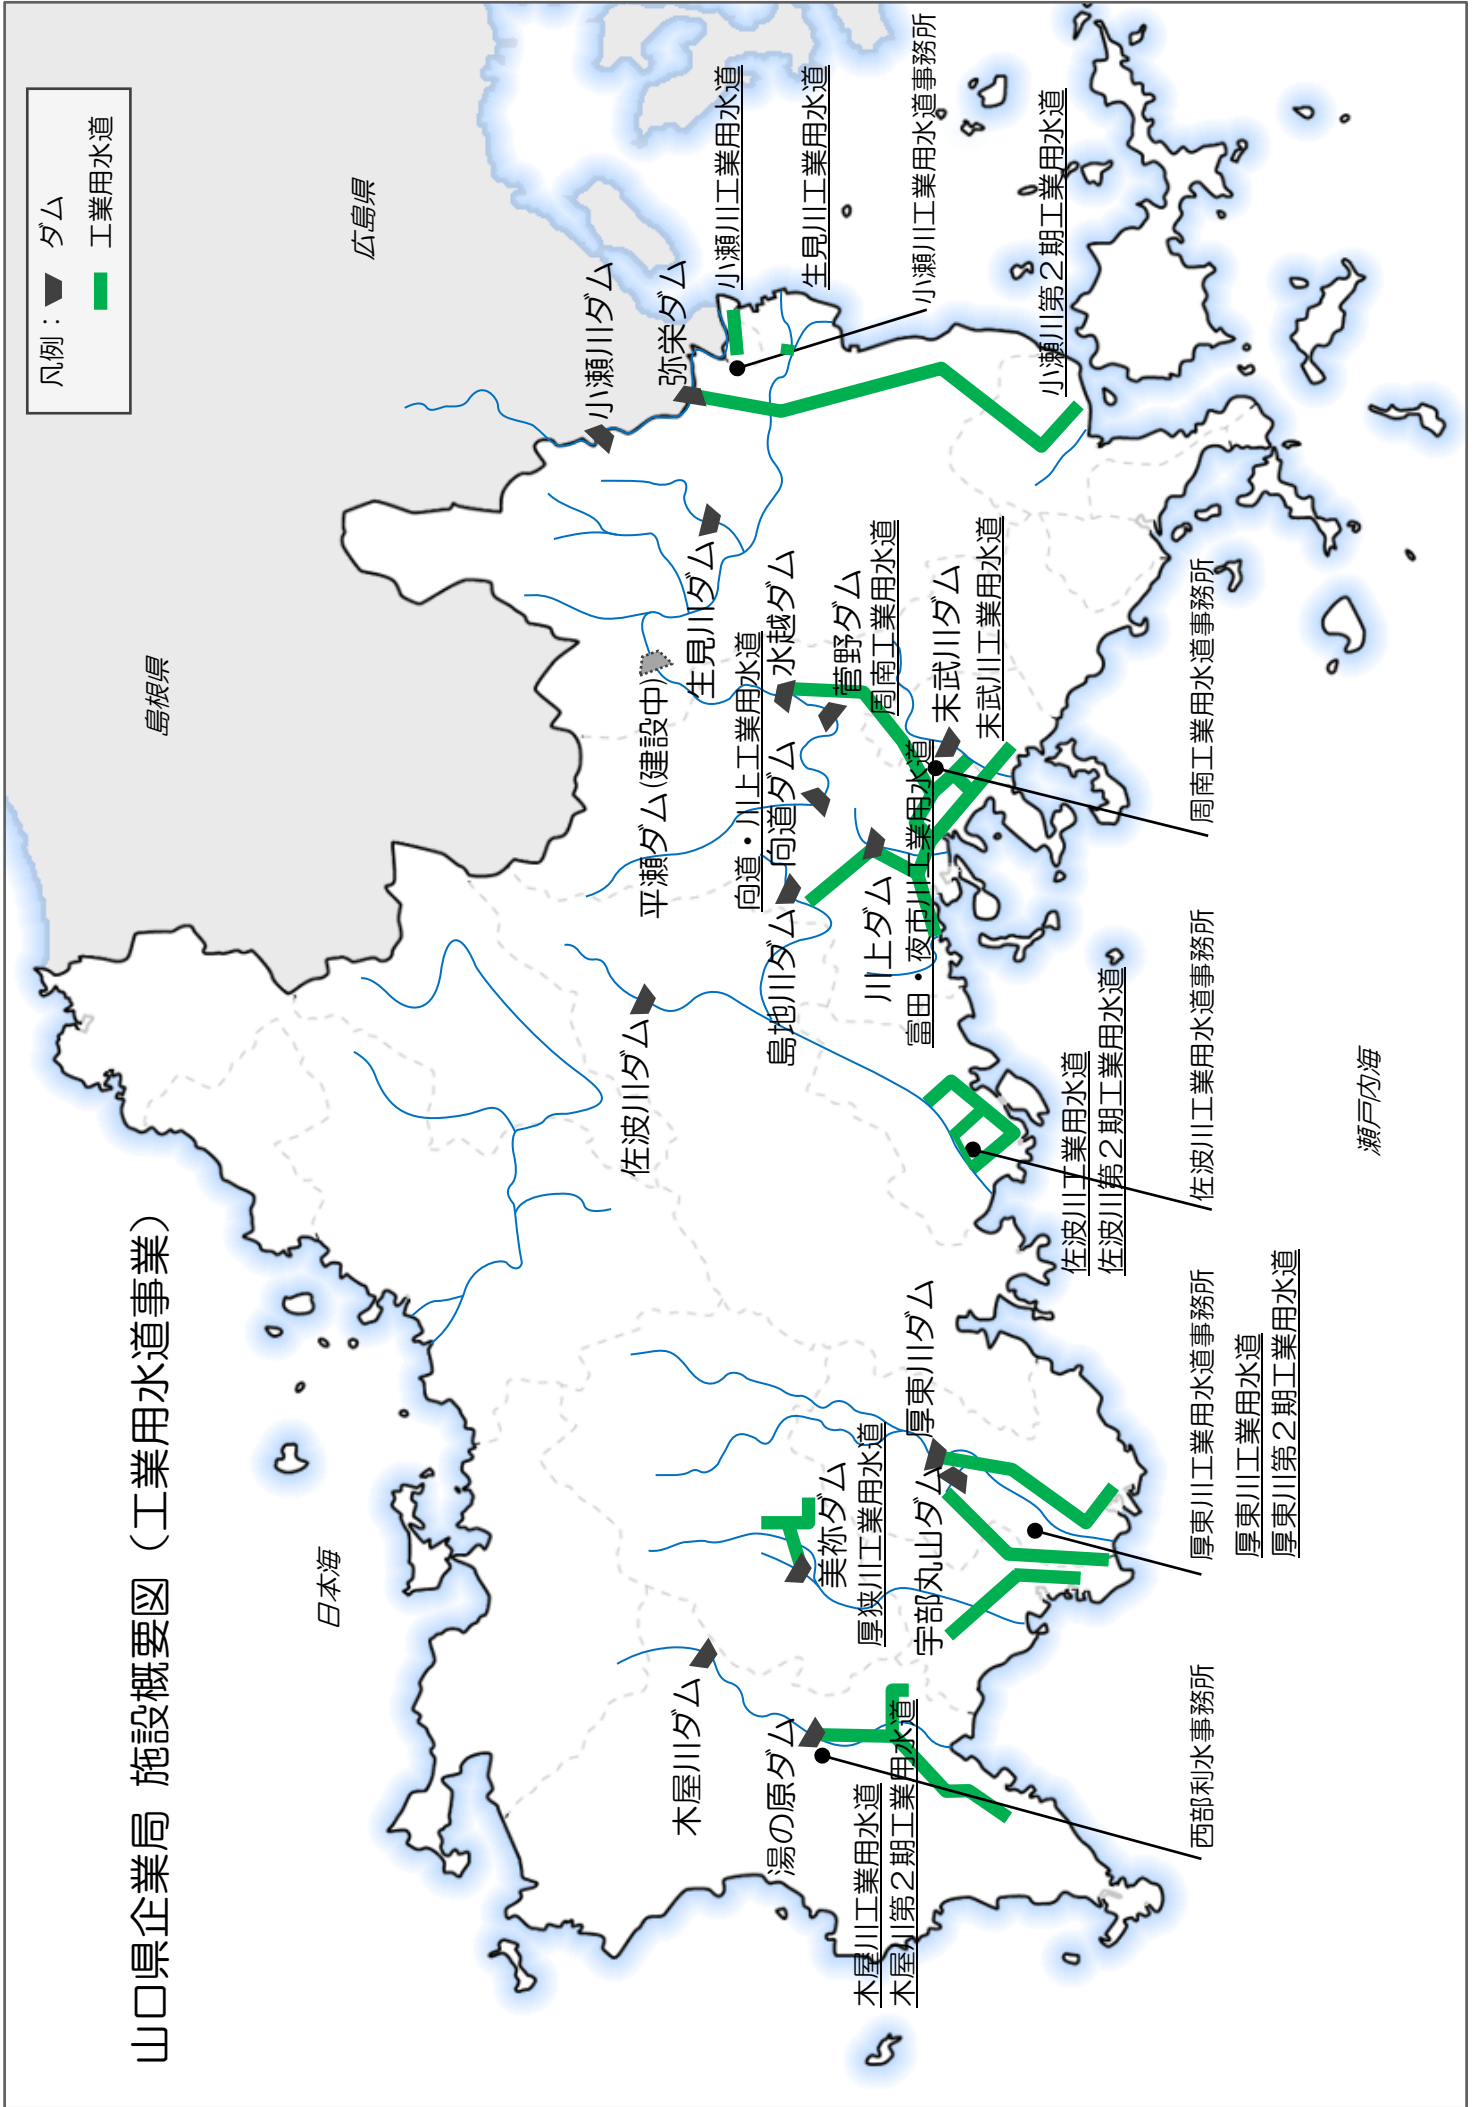 山口県企業局 施設概要図（工業用水道事業）
凡例：
ダム
工業用水道
島根県
広島県
日本海
瀬戸内海
小瀬川ダム
弥栄ダム
小瀬川工業用水道
生見川工業用水道
小瀬川工業用水道事務所
小瀬川第２期工業用水道
生見川ダム
平瀬ダム(建設中)
水越ダム
向道・川上工業用水道
向道ダム
菅野ダム
周南工業用水道
末武川ダム
末武川工業用水道
周南工業用水道事務所
島地川ダム
川上ダム
富田・夜市川工業用水道
佐波川ダム
佐波川工業用水道
佐波川第２期工業用水道
佐波川工業用水道事務所
厚東川ダム
宇部丸山ダム
美祢ダム
厚狭川工業用水道
厚東川工業用水道事務所
厚東川工業用水道
厚東川第２期工業用水道
木屋川ダム
湯の原ダム
木屋川工業用水道
木屋川第２期工業用水道
西部利水事務所